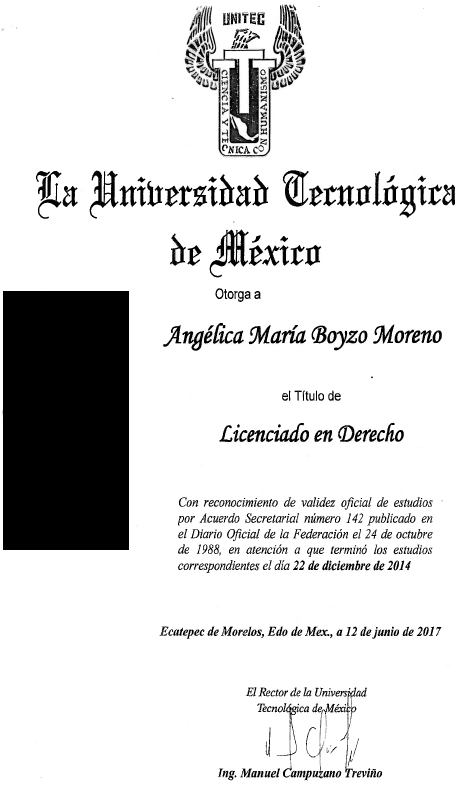 UNITEC
CIENCIA Y TÉCNICA CON HUMANISMO
La Universidad Tecnológica
de México
Otorga a
Angélica María Boyzo Moreno
el Título de
Licenciado en Derecho
Con reconocimiento de validez oficial de estudios
por Acuerdo Secretarial número 142 publicado en
el Diario Oficial de la Federación el 24 de octubre
de 1988, en atención a que terminó los estudios
correspondientes el día 22 de diciembre de 2014
Ecatepec de Morelos, Edo de Mex., a 12 de junio de 2017
El Rector de la Universidad
Tecnológica de México
Ing. Manuel Campuzano Treviño